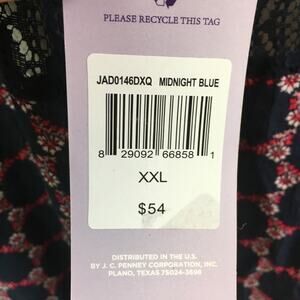 PLEASE RECYCLE THIS TAG
JAD0146DXQ MIDNIGHT BLUE
8 29092 66858 1
XXL
$54
DISTRIBUTED IN THE U.S.
BY J. C. PENNEY CORPORATION, INC.
PLANO, TEXAS 75024-3698